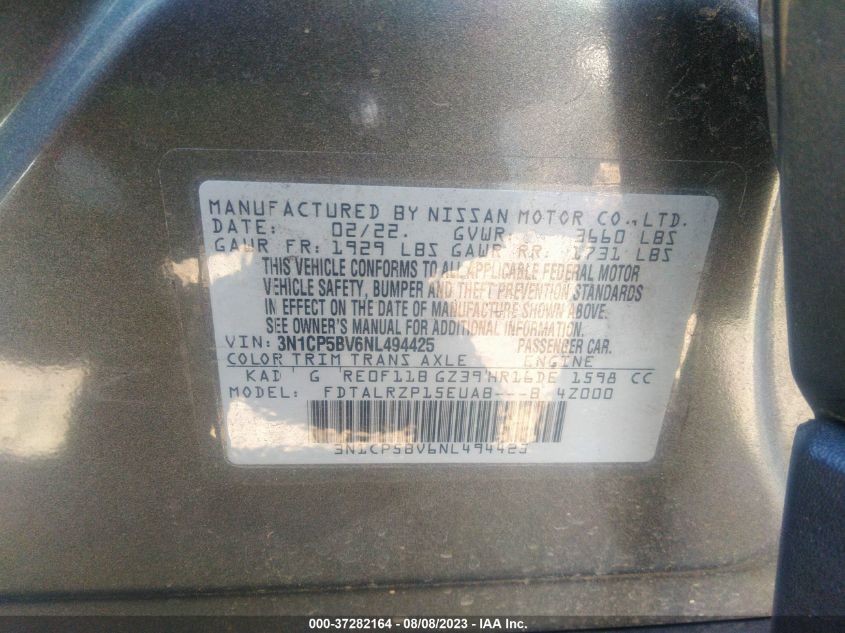 MANUFACTURED BY NISSAN MOTOR CO., LTD.
DATE: 02/22. GVWR 3660 LBS
GAWR FR: 1929 LBS GAWR RR: 1731 LBS
THIS VEHICLE CONFORMS TO ALL APPLICABLE FEDERAL MOTOR
VEHICLE SAFETY, BUMPER AND THEFT PREVENTION STANDARDS
IN EFFECT ON THE DATE OF MANUFACTURE SHOWN ABOVE.
SEE OWNER'S MANUAL FOR ADDITIONAL INFORMATION.
VIN: 3N1CP5BV6NL494425 PASSENGER CAR.
COLOR TRIM TRANS AXLE ENGINE
KAD G RE0F11B GZ39 HR16DE 1598 CC
MODEL: FDTALRZP15EUAB---B 4Z000
3N1CP5BV6NL494425
000-37282164 - 08/08/2023 - IAA Inc.